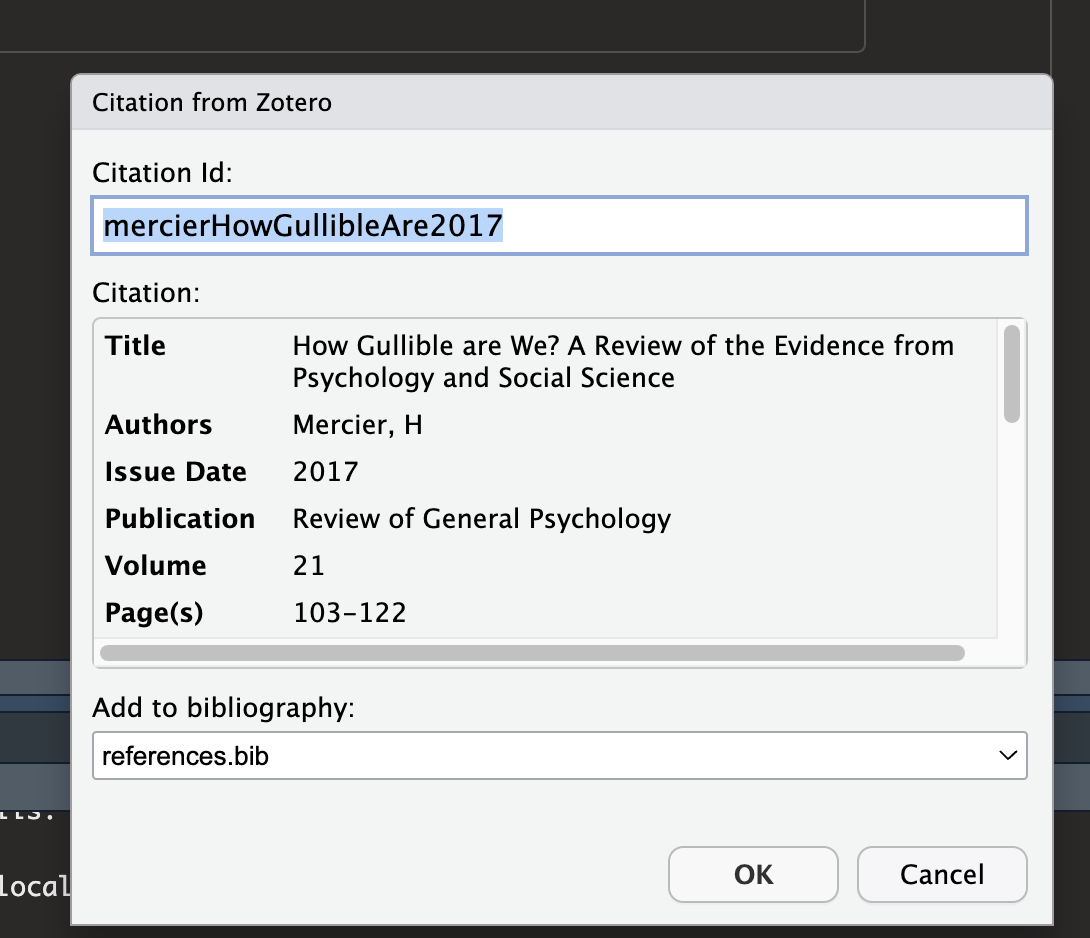 Citation from Zotero
Citation Id:
mercierHowGullibleAre2017
Citation:
Title How Gullible are We? A Review of the Evidence from
Psychology and Social Science
Authors Mercier, H
Issue Date 2017
Publication Review of General Psychology
Volume 21
Page(s) 103–122
Add to bibliography:
references.bib
local
OK Cancel